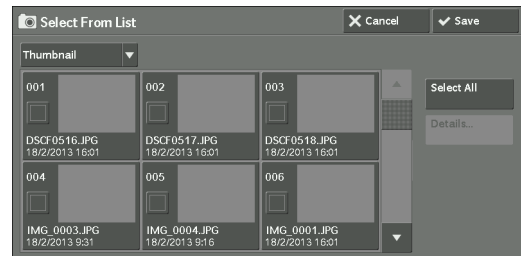 Select From List
Cancel
Save
Thumbnail
Select All
Details...
001
DSCF0516.JPG
18/2/2013 16:01
002
DSCF0517.JPG
18/2/2013 16:01
003
DSCF0518.JPG
18/2/2013 16:01
004
IMG_0003.JPG
18/2/2013 9:31
005
IMG_0004.JPG
18/2/2013 9:16
006
IMG_0001.JPG
18/2/2013 16:01